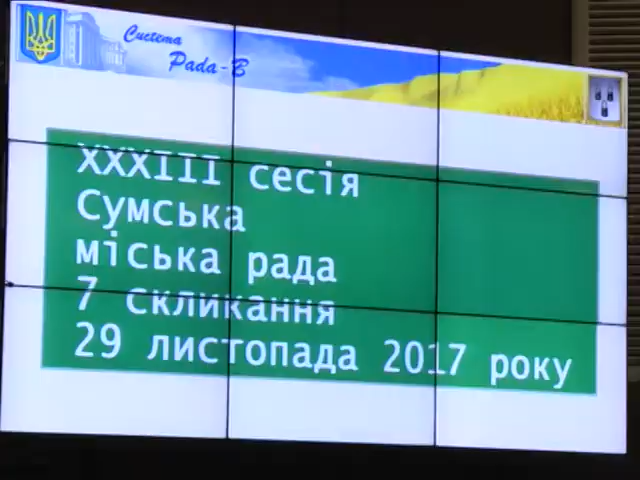 Система
Рада-В
XXXIII сесія
Сумська
міська рада
7 скликання
29 листопада 2017 року